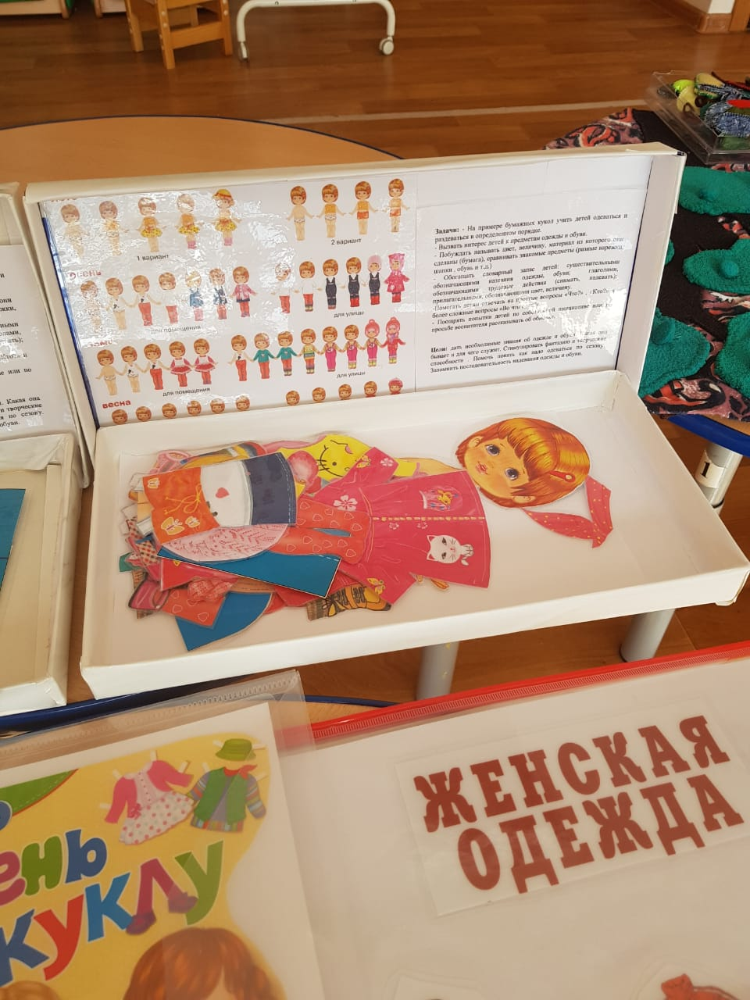 1 вариант
2 вариант
для помещения
для улицы
для помещения
для улицы
весна
Задачи: - На примере бумажных кукол учить детей одеваться и
раздеваться в определенном порядке.
- Вызвать интерес детей к предметам одежды и обуви.
- Побуждать называть цвет, величину, материал из которого они
сделаны (бумага), сравнивать знакомые предметы (разные варежки,
шапки , обувь и т.д.)
- Обогащать словарный запас детей: существительными
обозначающими названия одежды, обуви; глаголами,
обозначающими трудовые действия (снимать, надевать);
прилагательными, обозначающими цвет, величину.
-Помогать детям отвечать на простые вопросы «Что?» , «Кто?» и
более сложные вопросы «Во что
- Поощрять попытки детей по собственной инициативе или по
просьбе воспитателя рассказывать об
Цели: дать необходимые знания об одежде и обуви. Какая она
бывает и для чего служит. Стимулировать фантазию и творческие
способности . Помочь понять как надо одеваться по сезону.
Запомнить последовательность надевания одежды и обуви.
и
они
ными
Кто?» и
ве или по
и. Какая она
и творческие
я по сезону.
обуви.
1
ень
куклу
ЖЕНСКАЯ
ОДЕЖДА